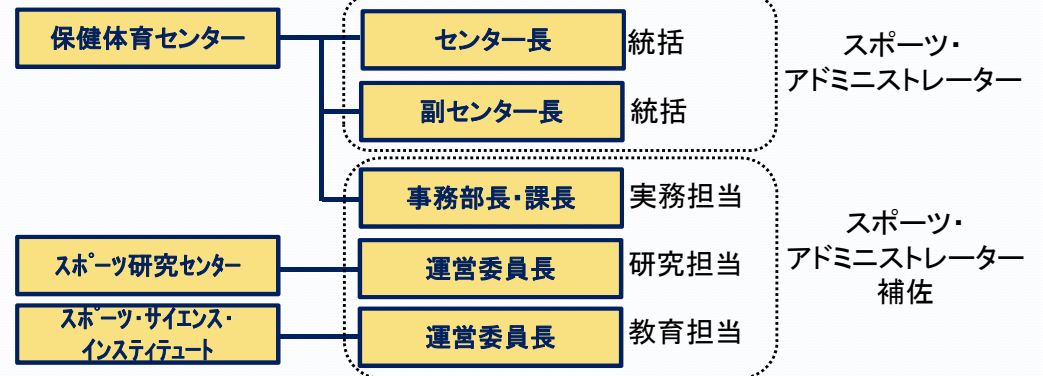 保健体育センター
センター長
統括
スポーツ・
アドミニストレーター
副センター長
統括
事務部長・課長
実務担当
スポーツ・
アドミニストレーター
補佐
スポーツ研究センター
運営委員長
研究担当
スポーツ・サイエンス・
インスティテュート
運営委員長
教育担当